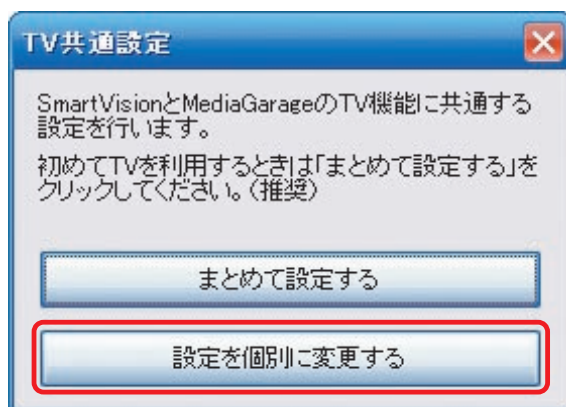 TV共通設定
SmartVisionとMediaGarageのTV機能に共通する
設定を行います。
初めてTVを利用するときは「まとめて設定する」を
クリックしてください。(推奨)
まとめて設定する
設定を個別に変更する